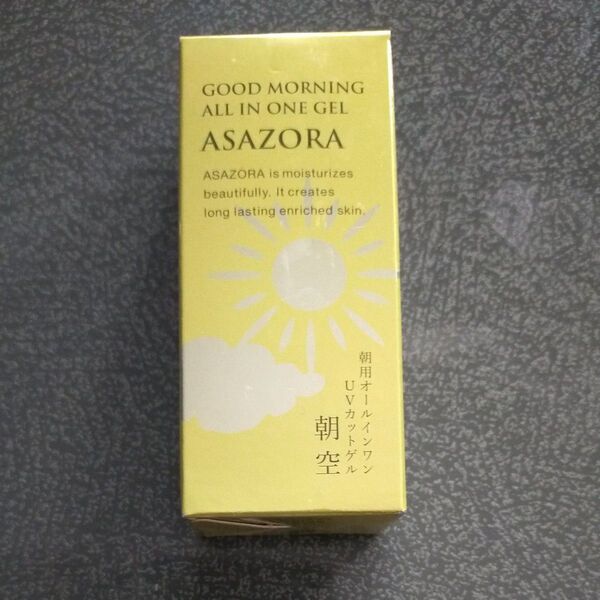 GOOD MORNING
ALL IN ONE GEL
ASAZORA
ASAZORA is moisturizes
beautifully. It creates
long lasting enriched skin.
朝用オールインワン
UVカットゲル
朝空